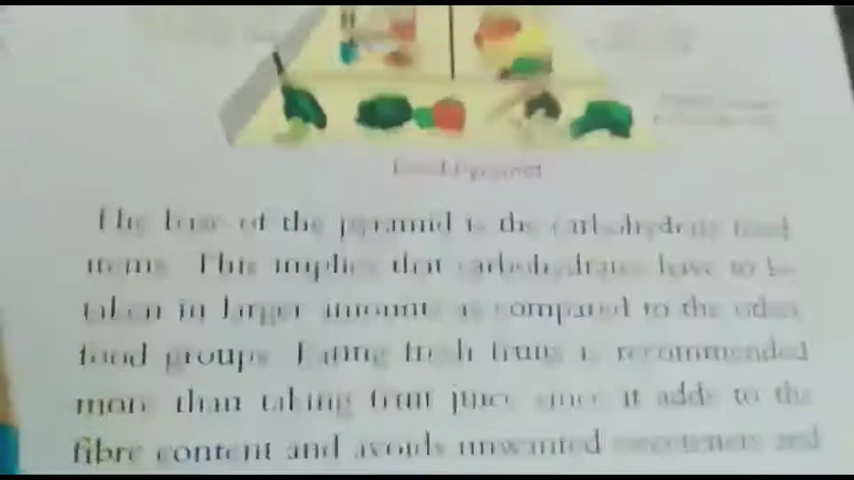 Food Pyramid
The base of the pyramid is the carbohydrate food
items. This implies that carbohydrates have to be
taken in larger amounts as compared to the other
food groups. Eating fresh fruits is recommended
more than taking fruit juice since it adds to the
fibre content and avoids unwanted sweeteners and